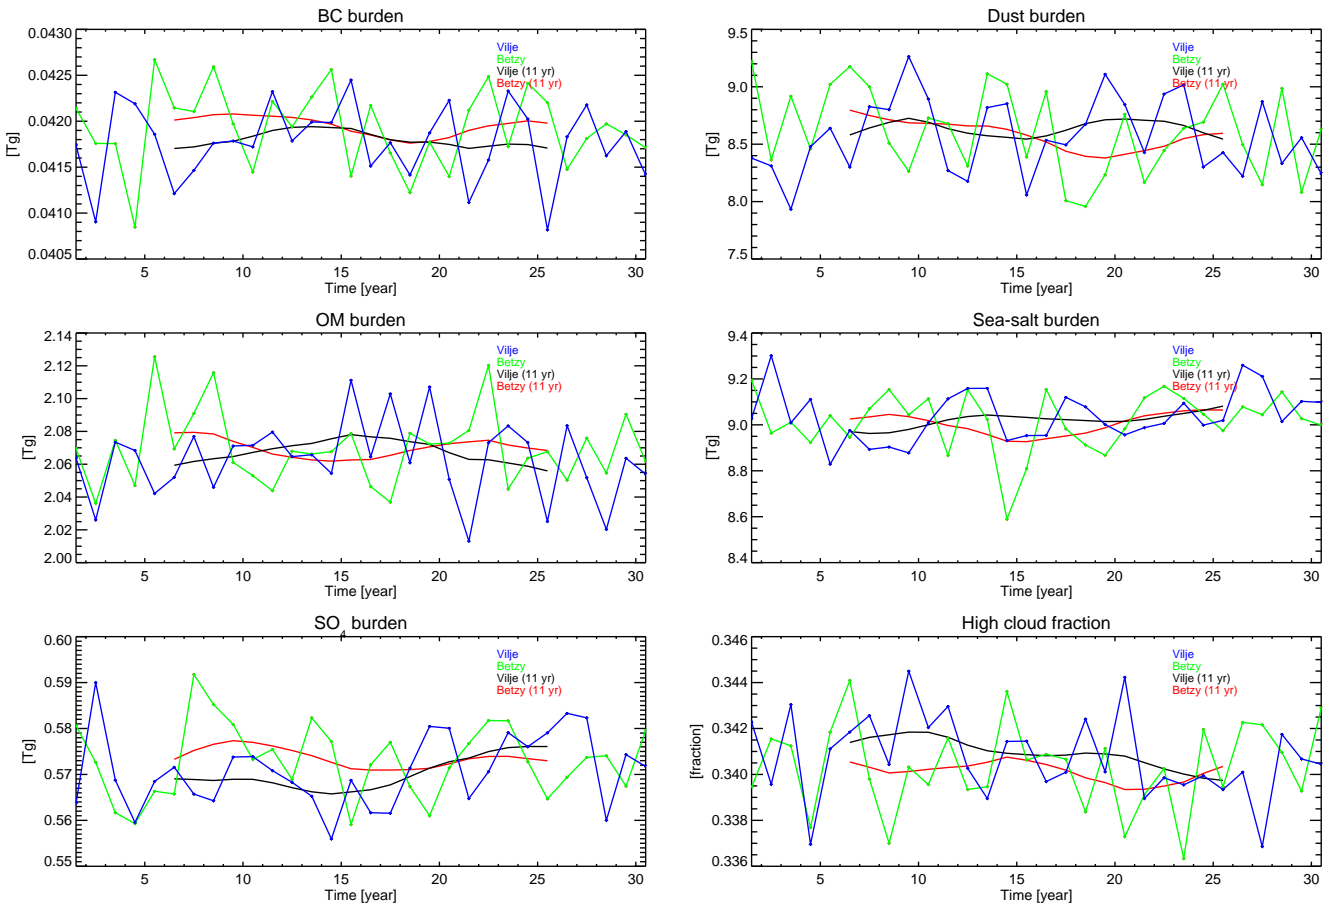 BC burden
0.0430
0.0425
0.0420
0.0415
0.0410
0.0405
[Tg]
Vilje
Betzy
Vilje (11 yr)
Betzy (11 yr)
5 10 15 20 25 30
Time [year]
Dust burden
9.5
9.0
8.5
8.0
7.5
[Tg]
Vilje
Betzy
Vilje (11 yr)
Betzy (11 yr)
5 10 15 20 25 30
Time [year]
OM burden
2.14
2.12
2.10
2.08
2.06
2.04
2.02
2.00
[Tg]
Vilje
Betzy
Vilje (11 yr)
Betzy (11 yr)
5 10 15 20 25 30
Time [year]
Sea-salt burden
9.4
9.2
9.0
8.8
8.6
8.4
[Tg]
Vilje
Betzy
Vilje (11 yr)
Betzy (11 yr)
5 10 15 20 25 30
Time [year]
SO₄ burden
0.60
0.59
0.58
0.57
0.56
0.55
[Tg]
Vilje
Betzy
Vilje (11 yr)
Betzy (11 yr)
5 10 15 20 25 30
Time [year]
High cloud fraction
0.346
0.344
0.342
0.340
0.338
0.336
[fraction]
Vilje
Betzy
Vilje (11 yr)
Betzy (11 yr)
5 10 15 20 25 30
Time [year]